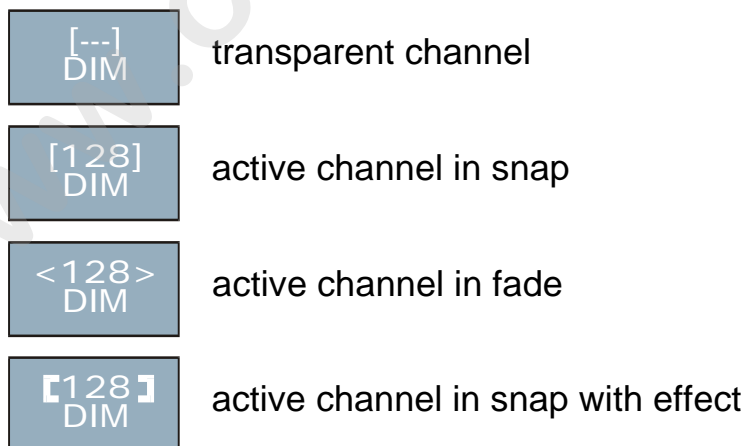 [---]
DIM
transparent channel
[128]
DIM
active channel in snap
<128>
DIM
active channel in fade
【128】
DIM
active channel in snap with effect